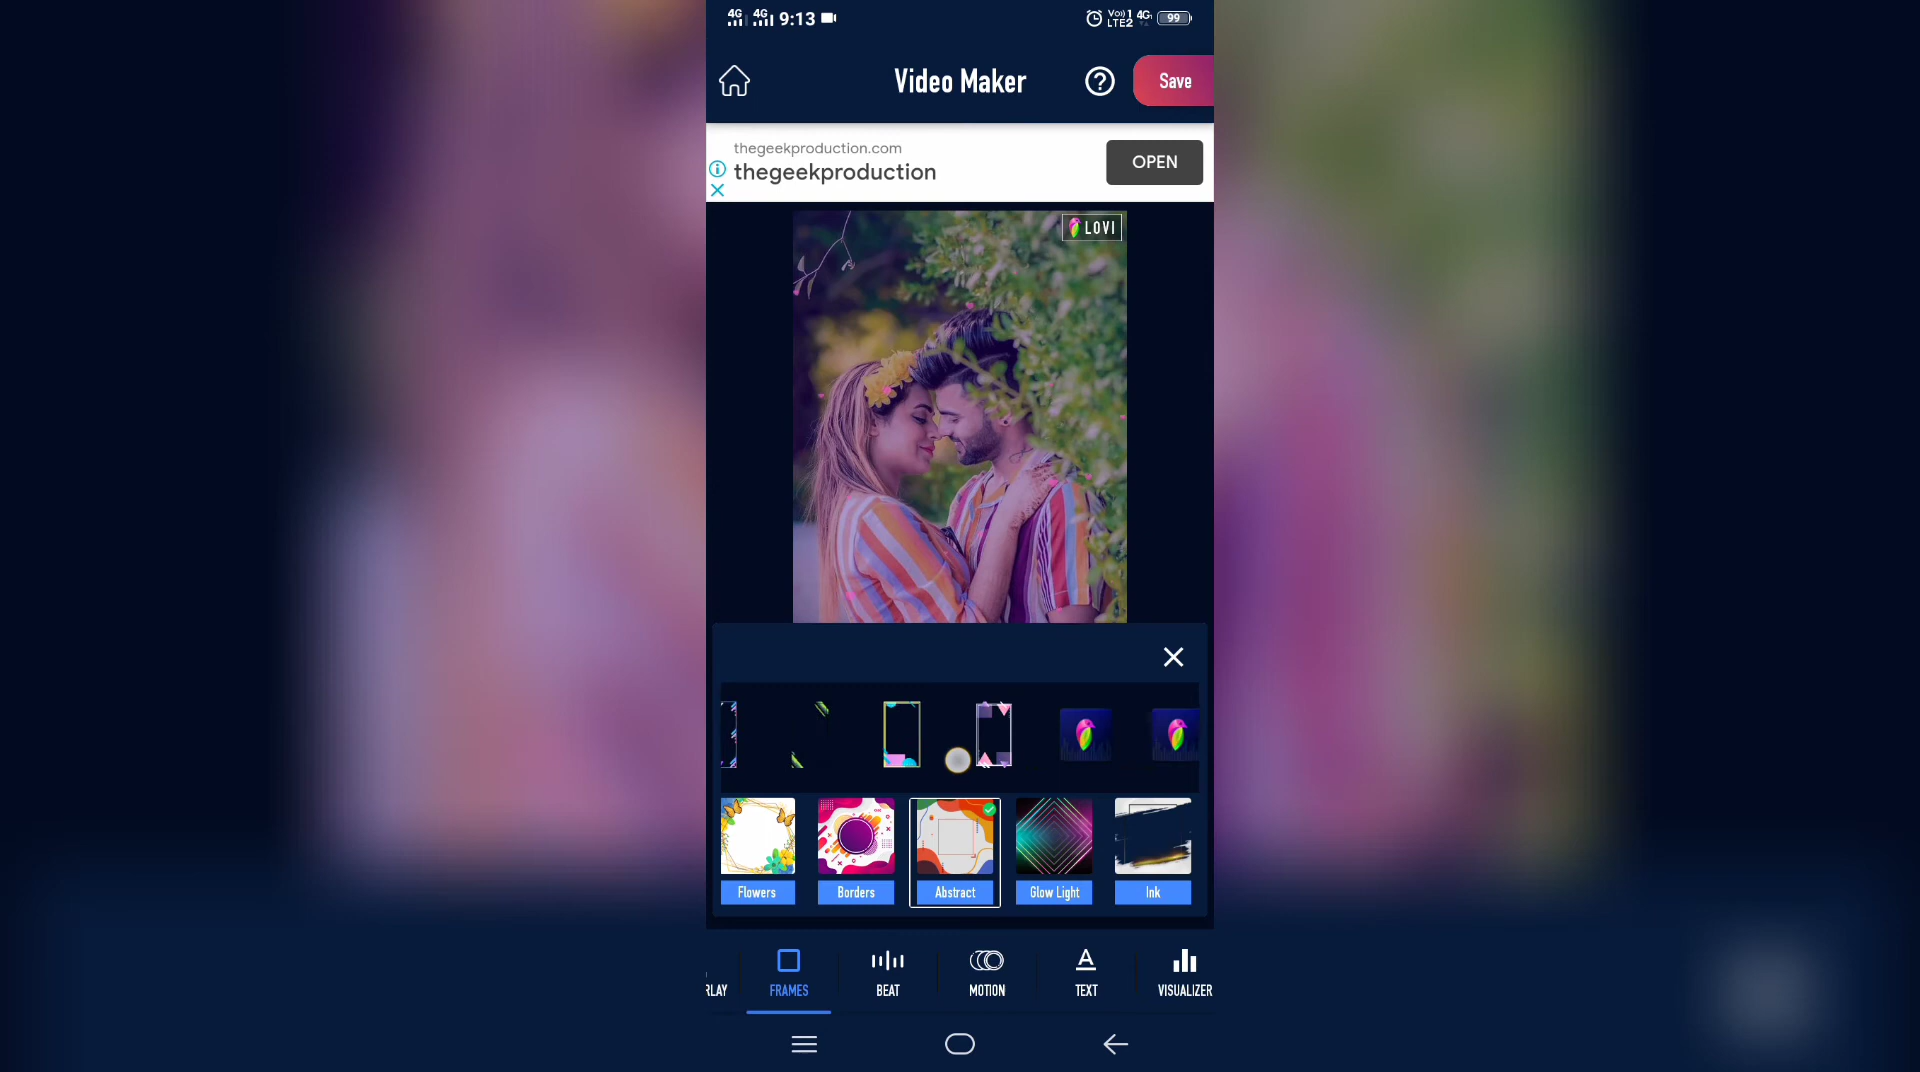 4G 4G 9:13 Vo) 1 LTE2 4G 99
Video Maker
Save
thegeekproduction.com
thegeekproduction
OPEN
LOVI
Flowers
Borders
Abstract
Glow Light
Ink
RLAY
FRAMES
BEAT
MOTION
TEXT
VISUALIZER